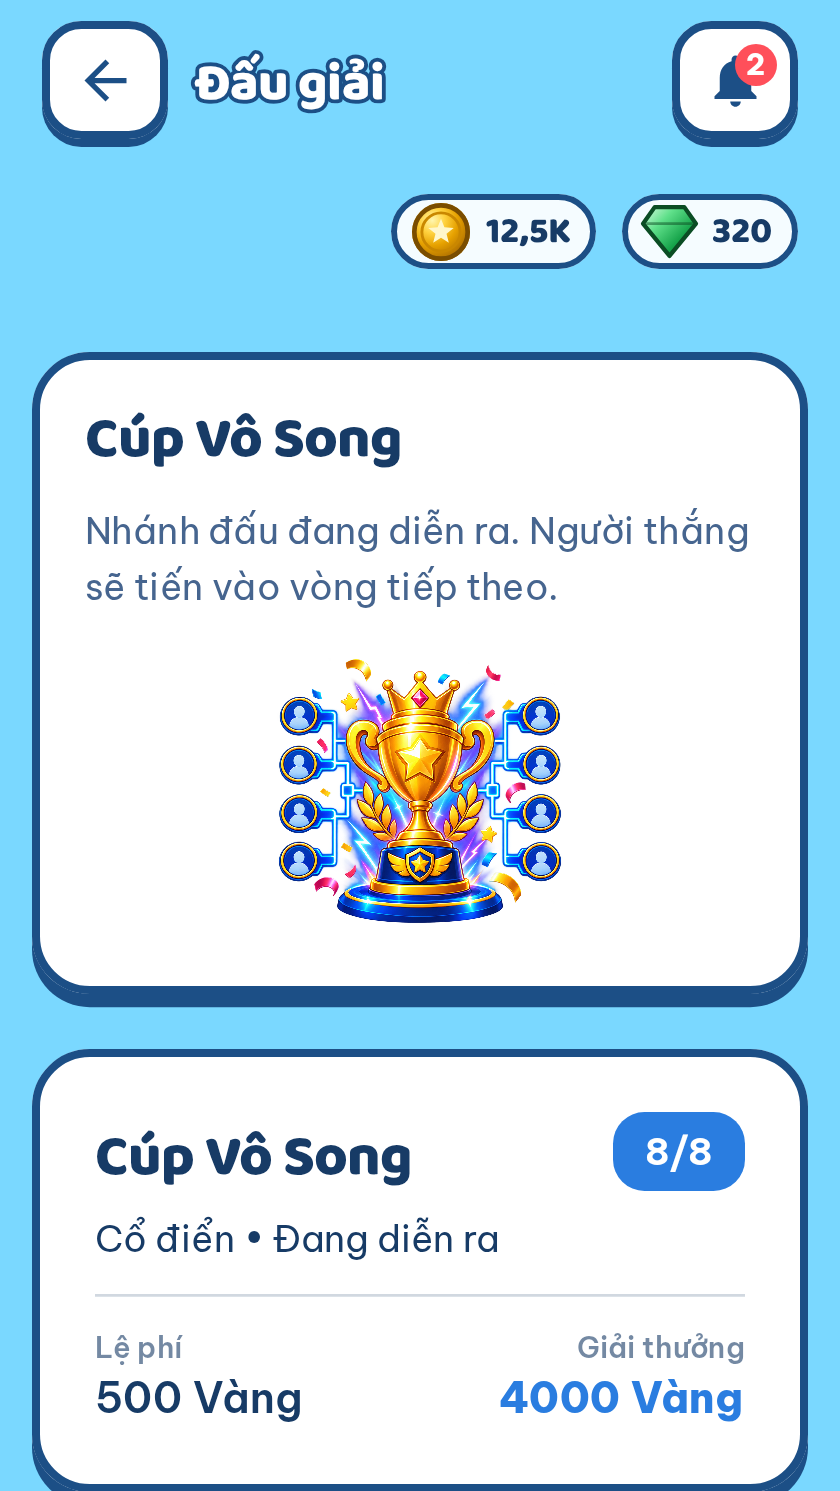 Đấu giải
2
12,5K
320
Cúp Vô Song
Nhánh đấu đang diễn ra. Người thắng
sẽ tiến vào vòng tiếp theo.
Cúp Vô Song
8/8
Cổ điển • Đang diễn ra
Lệ phí
Giải thưởng
500 Vàng
4000 Vàng